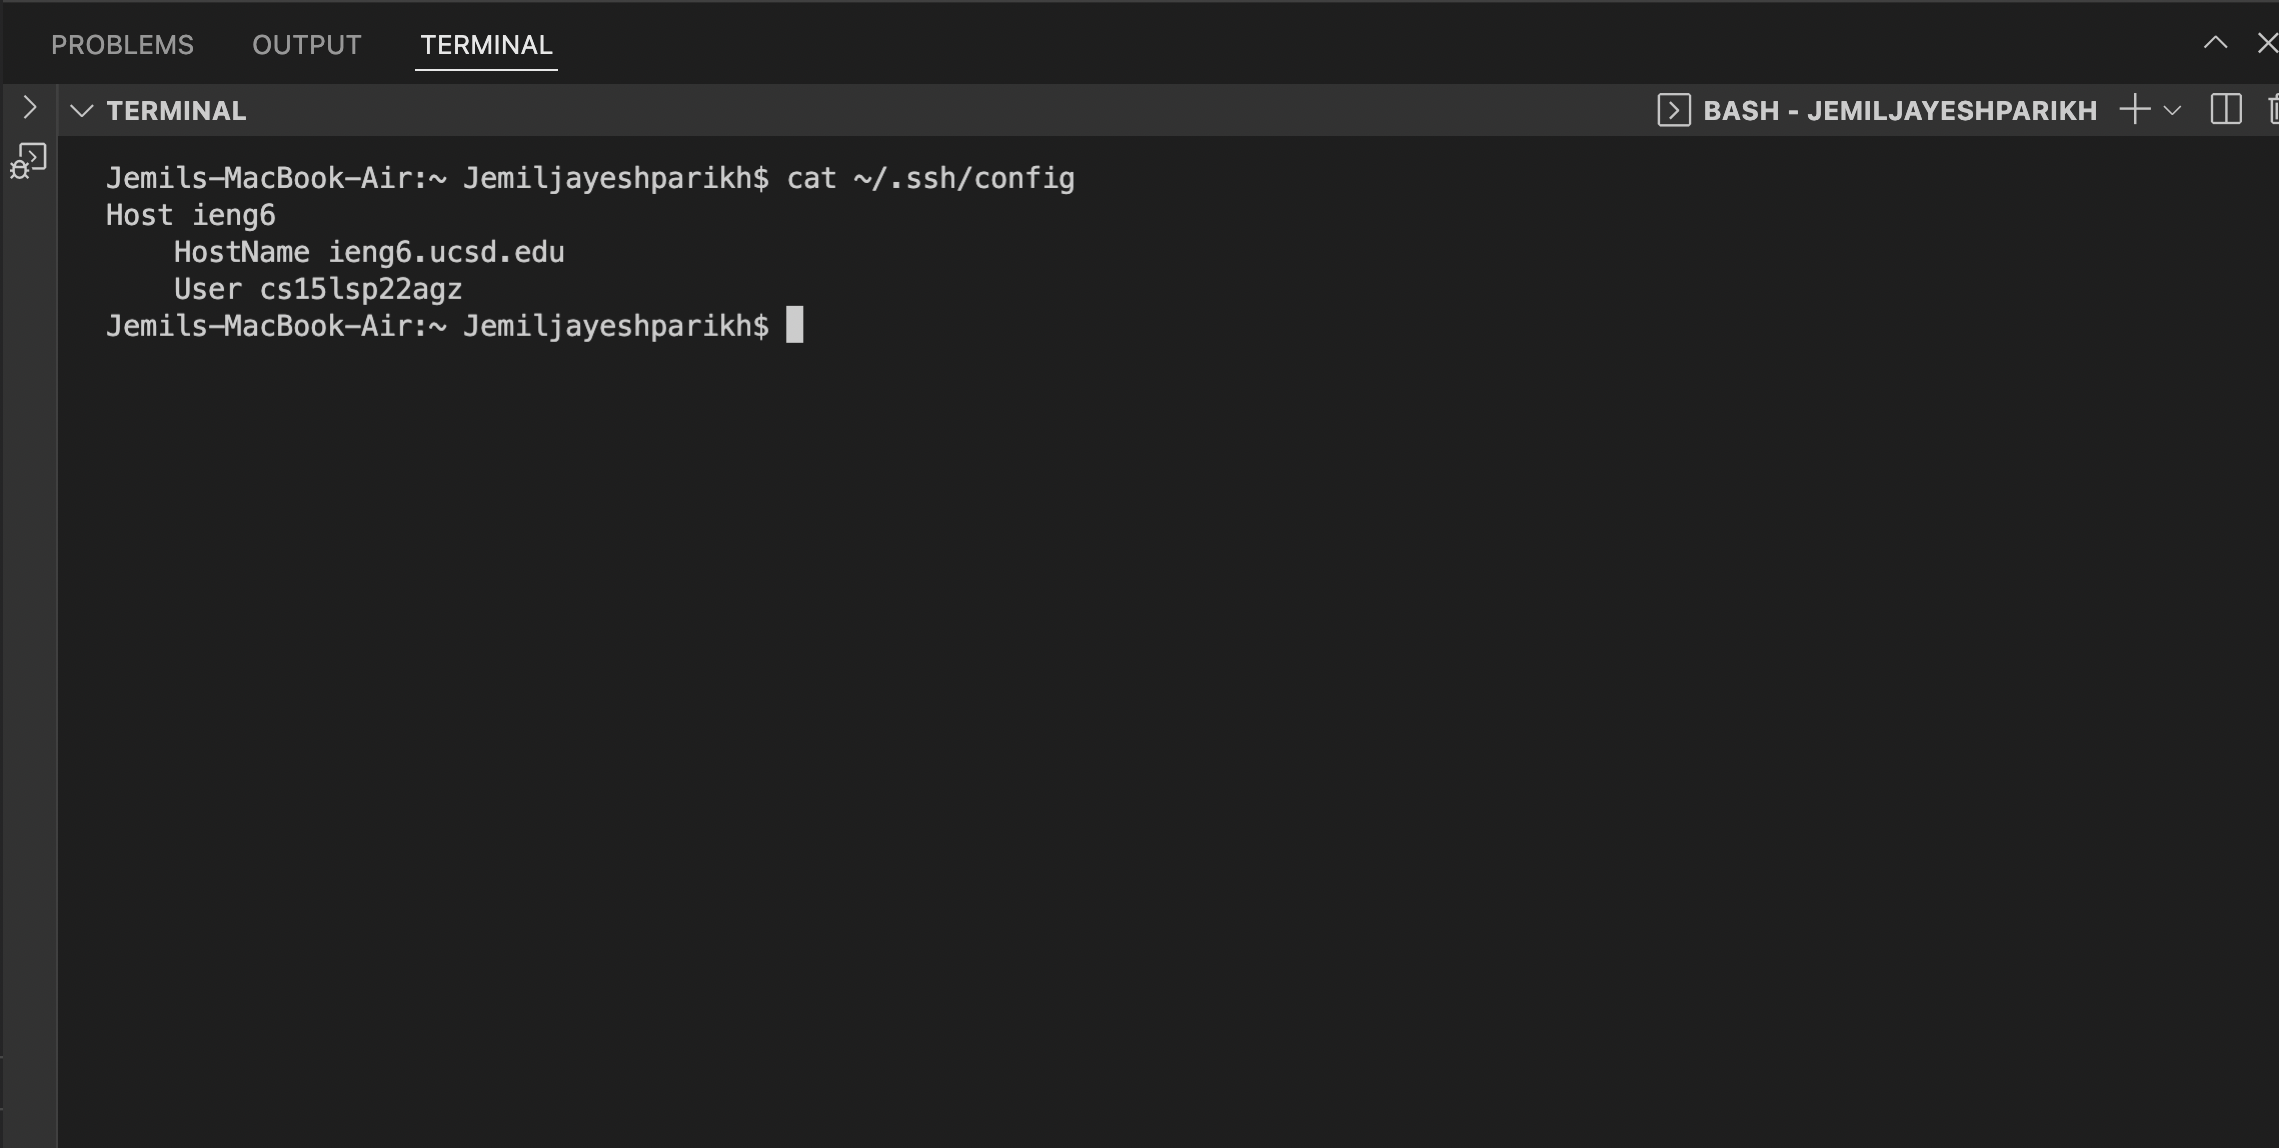 PROBLEMS OUTPUT TERMINAL
TERMINAL BASH - JEMILJAYESHPARIKH
Jemils-MacBook-Air:~ Jemiljayeshparikh$ cat ~/.ssh/config
Host ieng6
    HostName ieng6.ucsd.edu
    User cs15lsp22agz
Jemils-MacBook-Air:~ Jemiljayeshparikh$